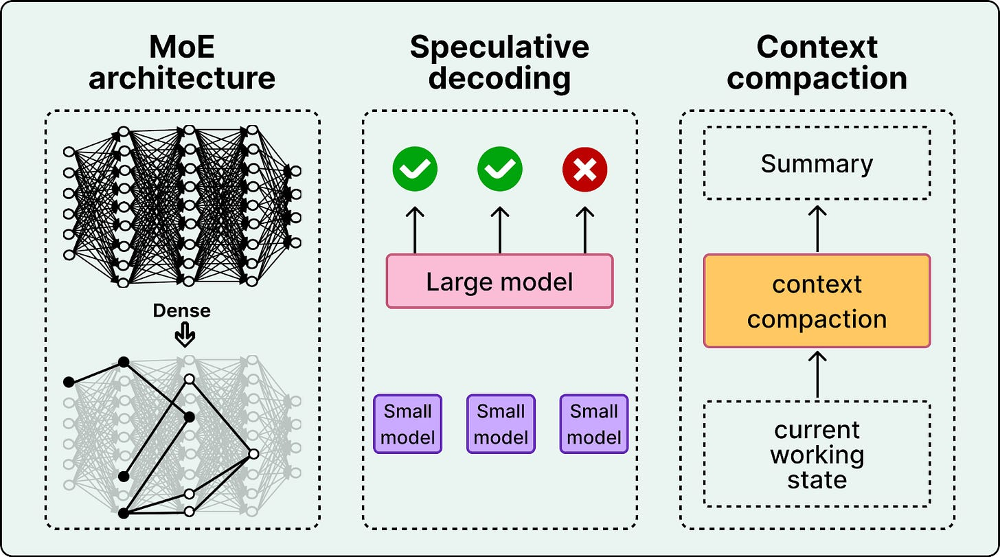 MoE
architecture
Dense
Speculative
decoding
Large model
Small
model
Small
model
Small
model
Context
compaction
Summary
context
compaction
current
working
state